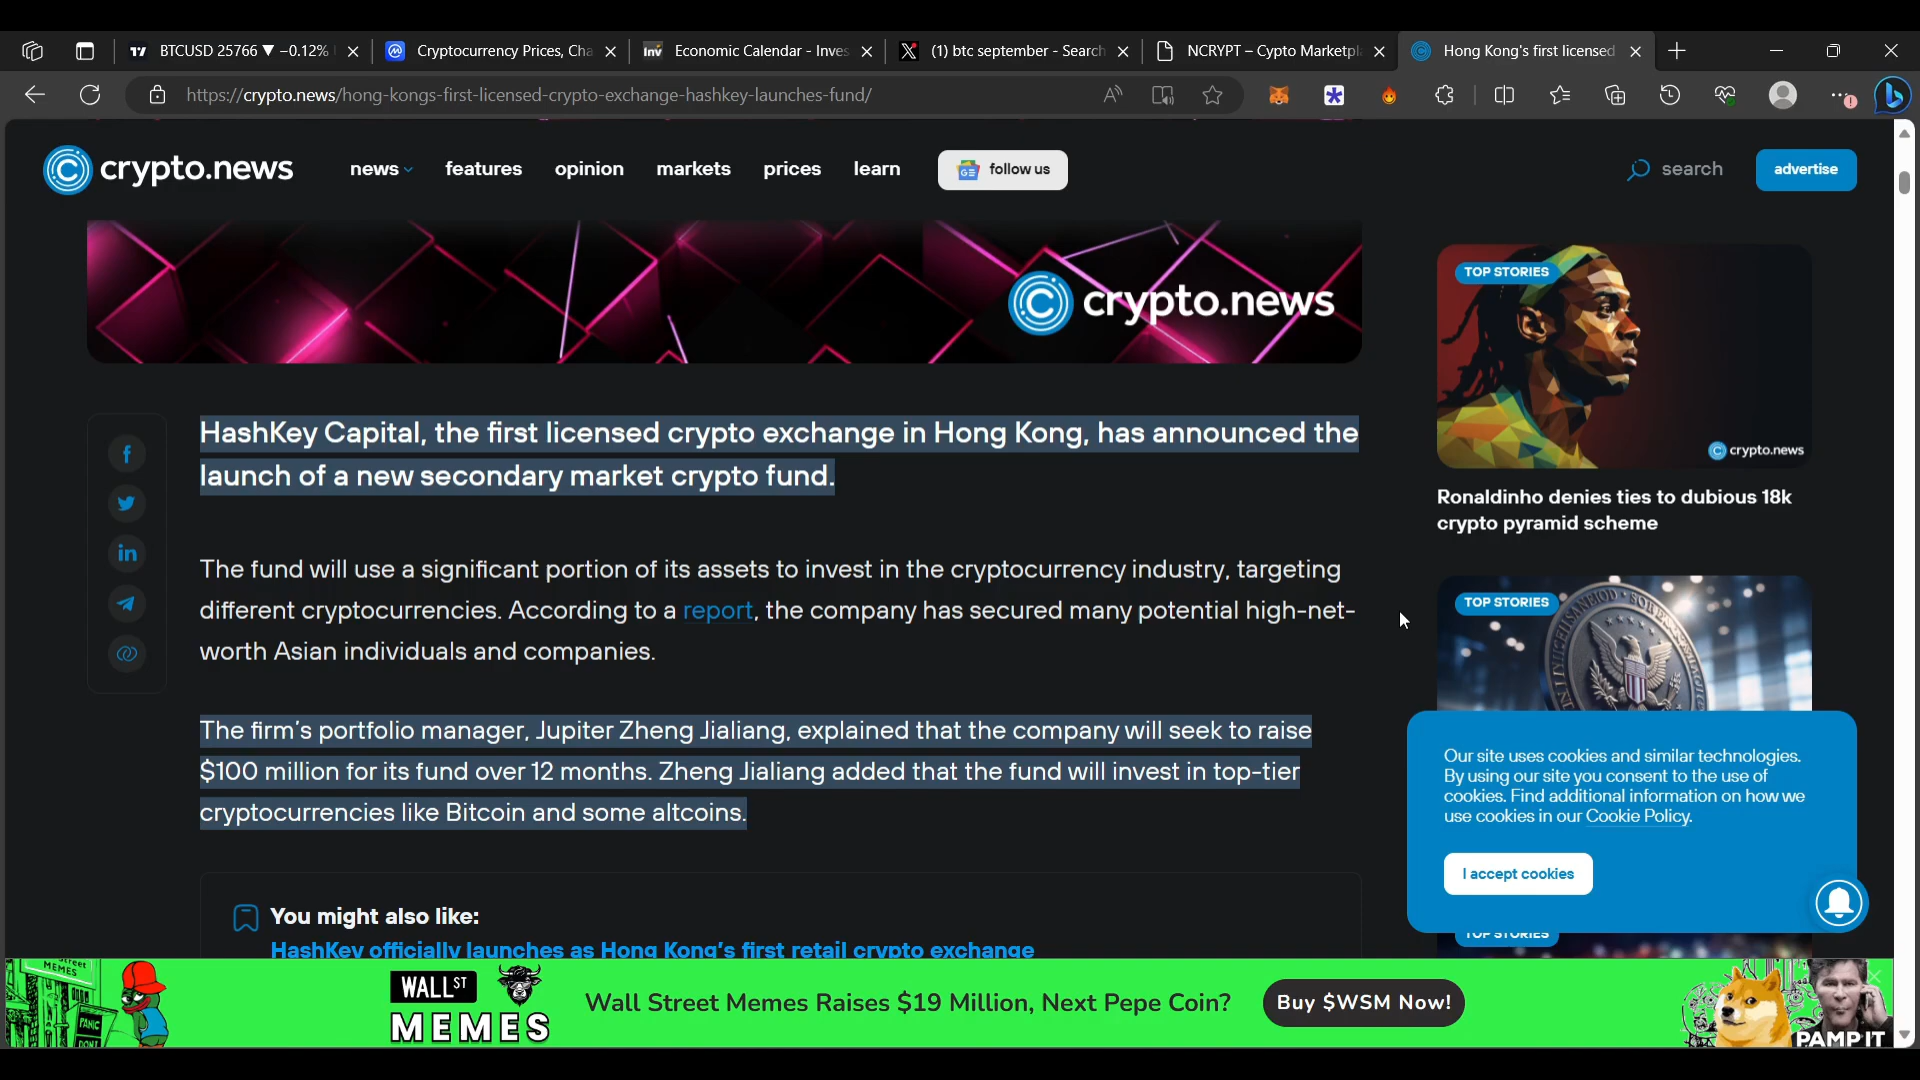 BTCUSD 25766 ▼ −0.12%
Cryptocurrency Prices, Cha
Economic Calendar - Inves
(1) btc september - Search
NCRYPT – Cypto Marketpl
Hong Kong's first licensed
https://crypto.news/hong-kongs-first-licensed-crypto-exchange-hashkey-launches-fund/
crypto.news
news
features
opinion
markets
prices
learn
follow us
search
advertise
crypto.news
HashKey Capital, the first licensed crypto exchange in Hong Kong, has announced the
launch of a new secondary market crypto fund.
The fund will use a significant portion of its assets to invest in the cryptocurrency industry, targeting
different cryptocurrencies. According to a report, the company has secured many potential high-net-
worth Asian individuals and companies.
The firm's portfolio manager, Jupiter Zheng Jialiang, explained that the company will seek to raise
$100 million for its fund over 12 months. Zheng Jialiang added that the fund will invest in top-tier
cryptocurrencies like Bitcoin and some altcoins.
You might also like:
HashKey officially launches as Hong Kong's first retail crypto exchange
TOP STORIES
crypto.news
Ronaldinho denies ties to dubious 18k
crypto pyramid scheme
TOP STORIES
Our site uses cookies and similar technologies.
By using our site you consent to the use of
cookies. Find additional information on how we
use cookies in our Cookie Policy.
I accept cookies
TOP STORIES
MEMES
PANIC
WALL ST
MEMES
Wall Street Memes Raises $19 Million, Next Pepe Coin?
Buy $WSM Now!
PAMP IT